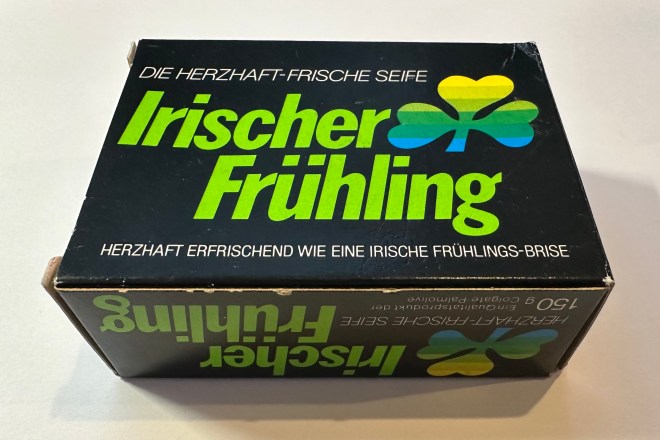 DIE HERZHAFT-FRISCHE SEIFE
Irischer
Frühling
HERZHAFT ERFRISCHEND WIE EINE IRISCHE FRÜHLINGS-BRISE
Irischer
Frühling
HERZHAFT-FRISCHE SEIFE
150 g
Ein Qualitätsprodukt der
Colgate-Palmolive